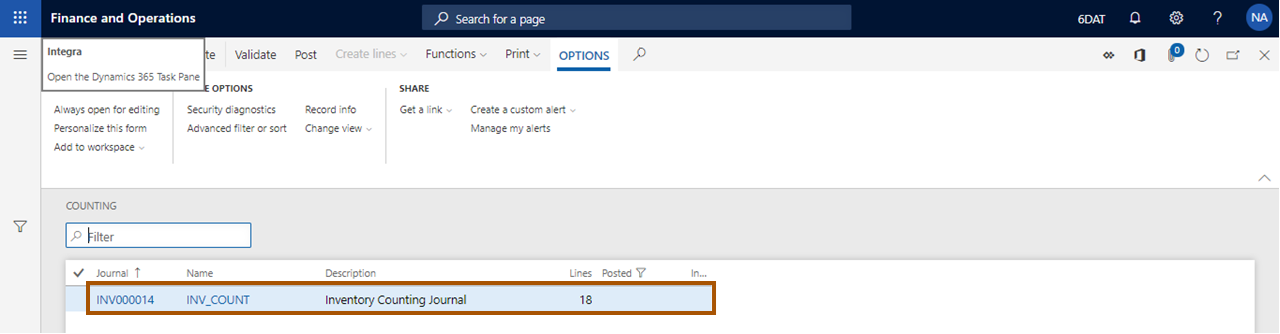 Finance and Operations Search for a page 6DAT ? NA
Integra
Open the Dynamics 365 Task Pane
te Validate Post Create lines Functions Print OPTIONS 0
E OPTIONS SHARE
Always open for editing Security diagnostics Record info Get a link Create a custom alert
Personalize this form Advanced filter or sort Change view Manage my alerts
Add to workspace
COUNTING
Filter
Journal ↑ Name Description Lines Posted In...
INV000014 INV_COUNT Inventory Counting Journal 18